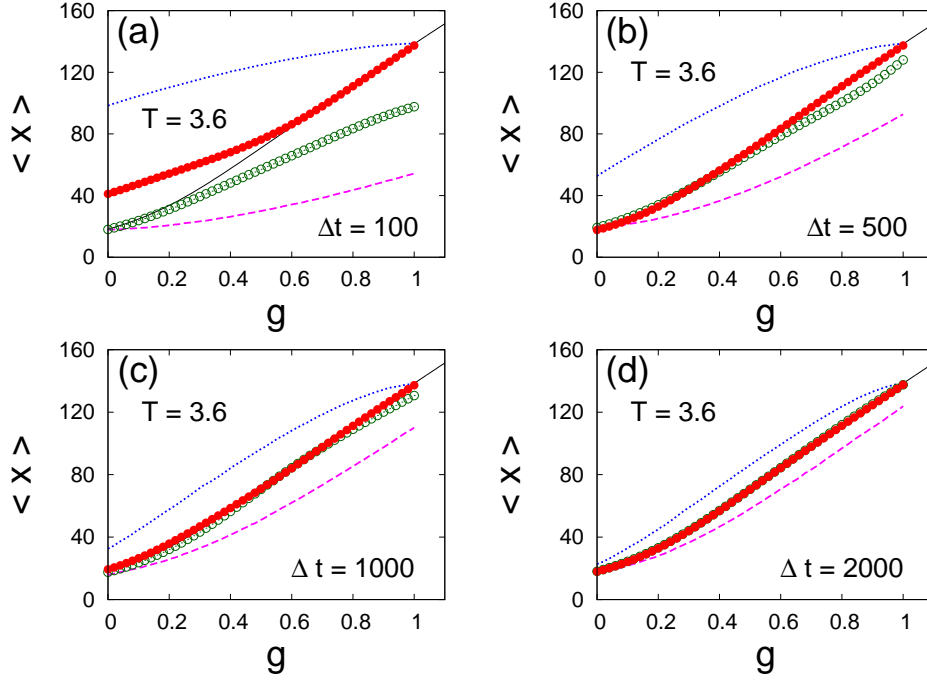 (a)
T = 3.6
Δt = 100
< x >
g
0 40 80 120 160
0 0.2 0.4 0.6 0.8 1
(b)
T = 3.6
Δt = 500
< x >
g
0 40 80 120 160
0 0.2 0.4 0.6 0.8 1
(c)
T = 3.6
Δ t = 1000
< x >
g
0 40 80 120 160
0 0.2 0.4 0.6 0.8 1
(d)
T = 3.6
Δ t = 2000
< x >
g
0 40 80 120 160
0 0.2 0.4 0.6 0.8 1